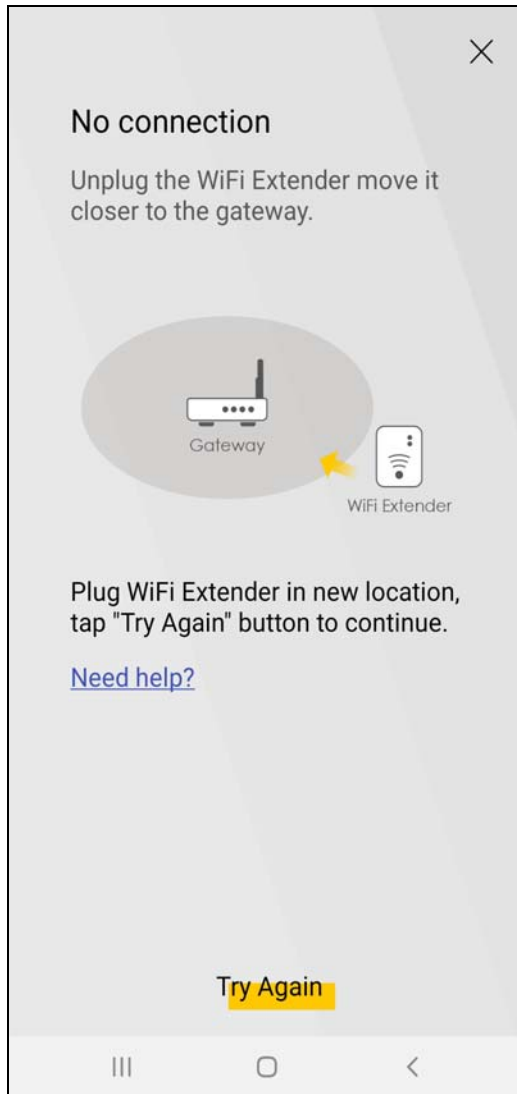 No connection
Unplug the WiFi Extender move it
closer to the gateway.
Gateway
WiFi Extender
Plug WiFi Extender in new location,
tap "Try Again" button to continue.
Need help?
Try Again